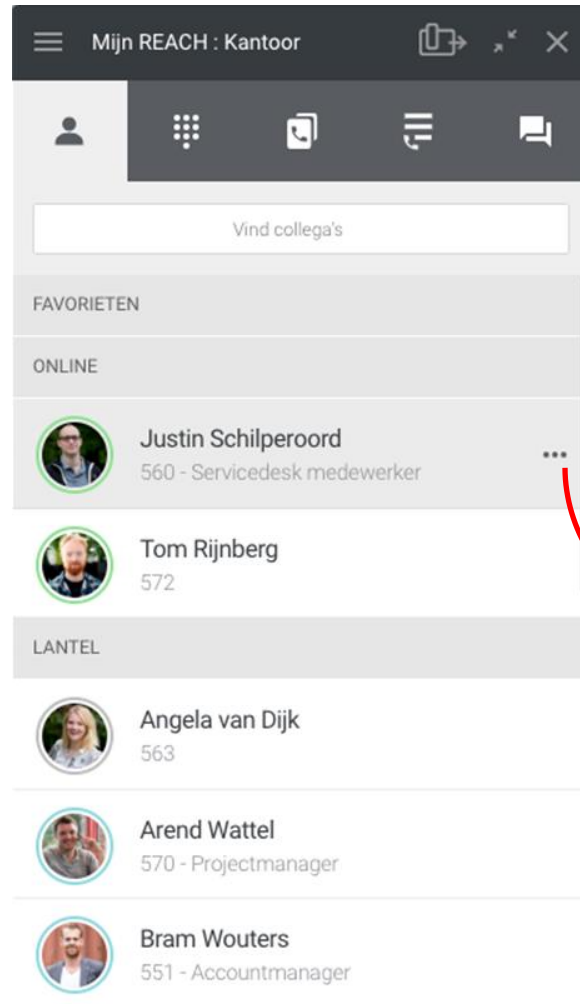 Mijn REACH : Kantoor
Vind collega's
FAVORIETEN
ONLINE
Justin Schilperoord
560 - Servicedesk medewerker
Tom Rijnberg
572
LANTEL
Angela van Dijk
563
Arend Wattel
570 - Projectmanager
Bram Wouters
551 - Accountmanager